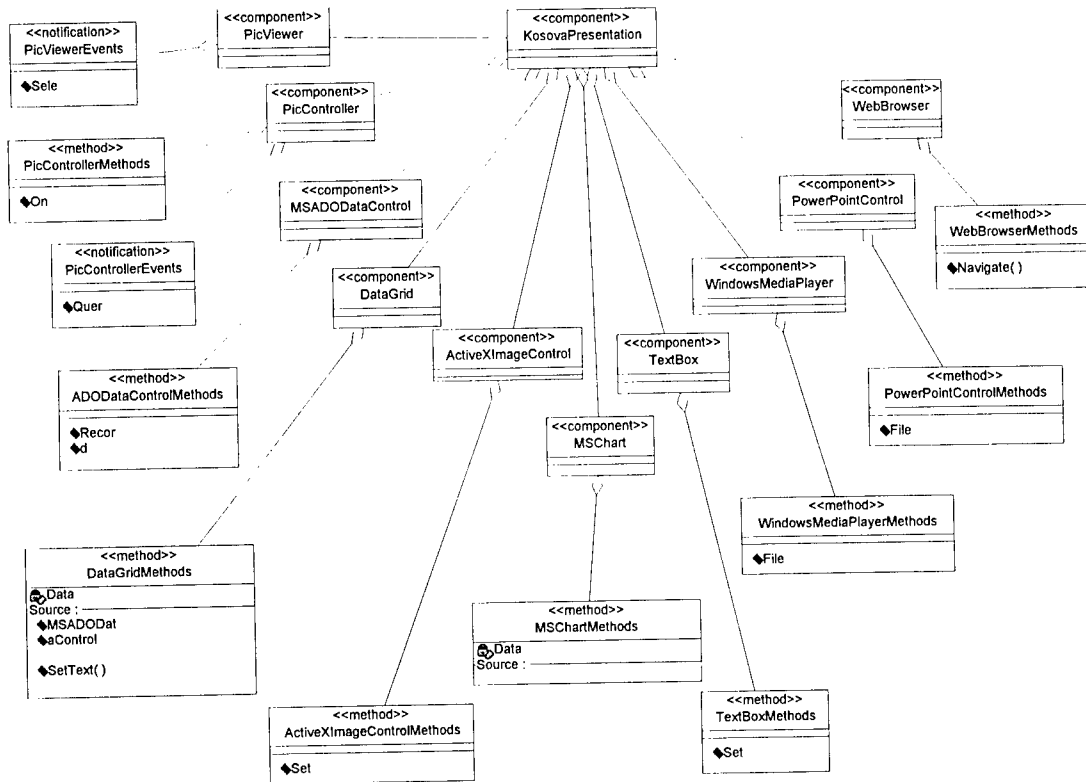 <<notification>>
PicViewerEvents
Sele
<<component>>
PicViewer
<<component>>
KosovaPresentation
<<component>>
PicController
<<component>>
WebBrowser
<<method>>
PicControllerMethods
On
<<component>>
MSADODataControl
<<component>>
PowerPointControl
<<method>>
WebBrowserMethods
Navigate( )
<<notification>>
PicControllerEvents
Quer
<<component>>
DataGrid
<<component>>
WindowsMediaPlayer
<<component>>
ActiveXImageControl
<<component>>
TextBox
<<method>>
ADODataControlMethods
Recor
d
<<method>>
PowerPointControlMethods
File
<<component>>
MSChart
<<method>>
WindowsMediaPlayerMethods
File
<<method>>
DataGridMethods
Data
Source :
MSADODat
aControl
SetText( )
<<method>>
MSChartMethods
Data
Source :
<<method>>
ActiveXImageControlMethods
Set
<<method>>
TextBoxMethods
Set